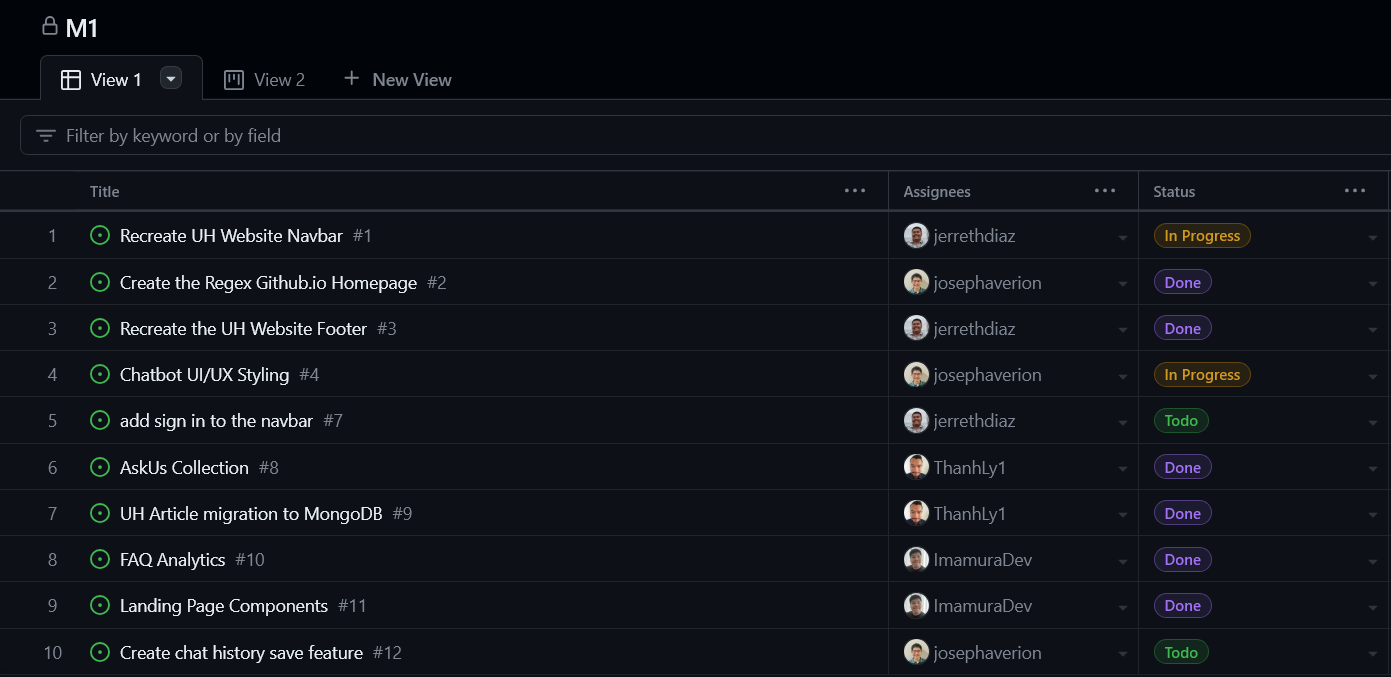 M1
View 1 View 2 New View
Filter by keyword or by field
Title Assignees Status
1 Recreate UH Website Navbar #1 jerrethdiaz In Progress
2 Create the Regex Github.io Homepage #2 josephaverion Done
3 Recreate the UH Website Footer #3 jerrethdiaz Done
4 Chatbot UI/UX Styling #4 josephaverion In Progress
5 add sign in to the navbar #7 jerrethdiaz Todo
6 AskUs Collection #8 ThanhLy1 Done
7 UH Article migration to MongoDB #9 ThanhLy1 Done
8 FAQ Analytics #10 ImamuraDev Done
9 Landing Page Components #11 ImamuraDev Done
10 Create chat history save feature #12 josephaverion Todo